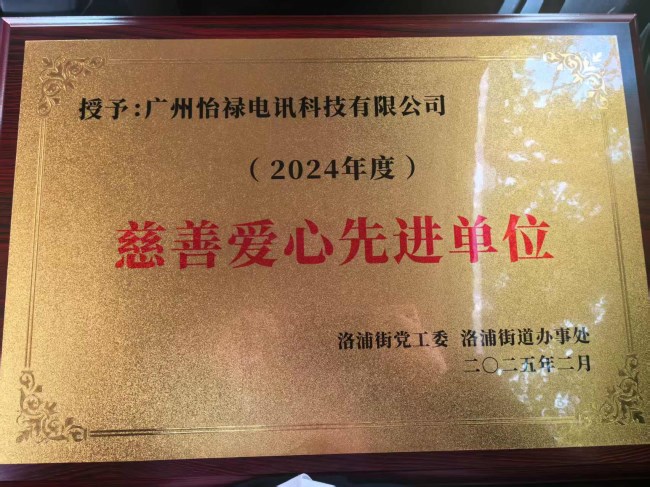 授予:广州怡禄电讯科技有限公司
（2024年度）
慈善爱心先进单位
洛浦街党工委 洛浦街道办事处
二〇二五年二月